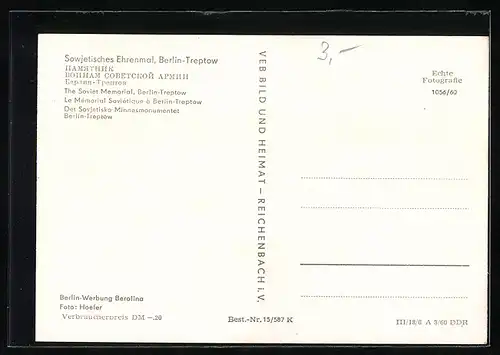 Sowjetisches Ehrenmal, Berlin-Treptow
ПАМЯТНИК
ВОИНАМ СОВЕТСКОЙ АРМИИ
Берлин-Трептов
The Soviet Memorial, Berlin-Treptow
Le Mémorial Soviétique à Berlin-Treptow
Det Sovjetiska Minnesmonumentet
Berlin-Treptow
Berlin-Werbung Berolina
Foto: Hoefer
Verbraucherpreis DM -.20
VEB BILD UND HEIMAT – REICHENBACH I. V.
Best.-Nr. 15/587 K
3,-
Echte
Fotografie
1056/60
III/18/6 A 3/60 DDR